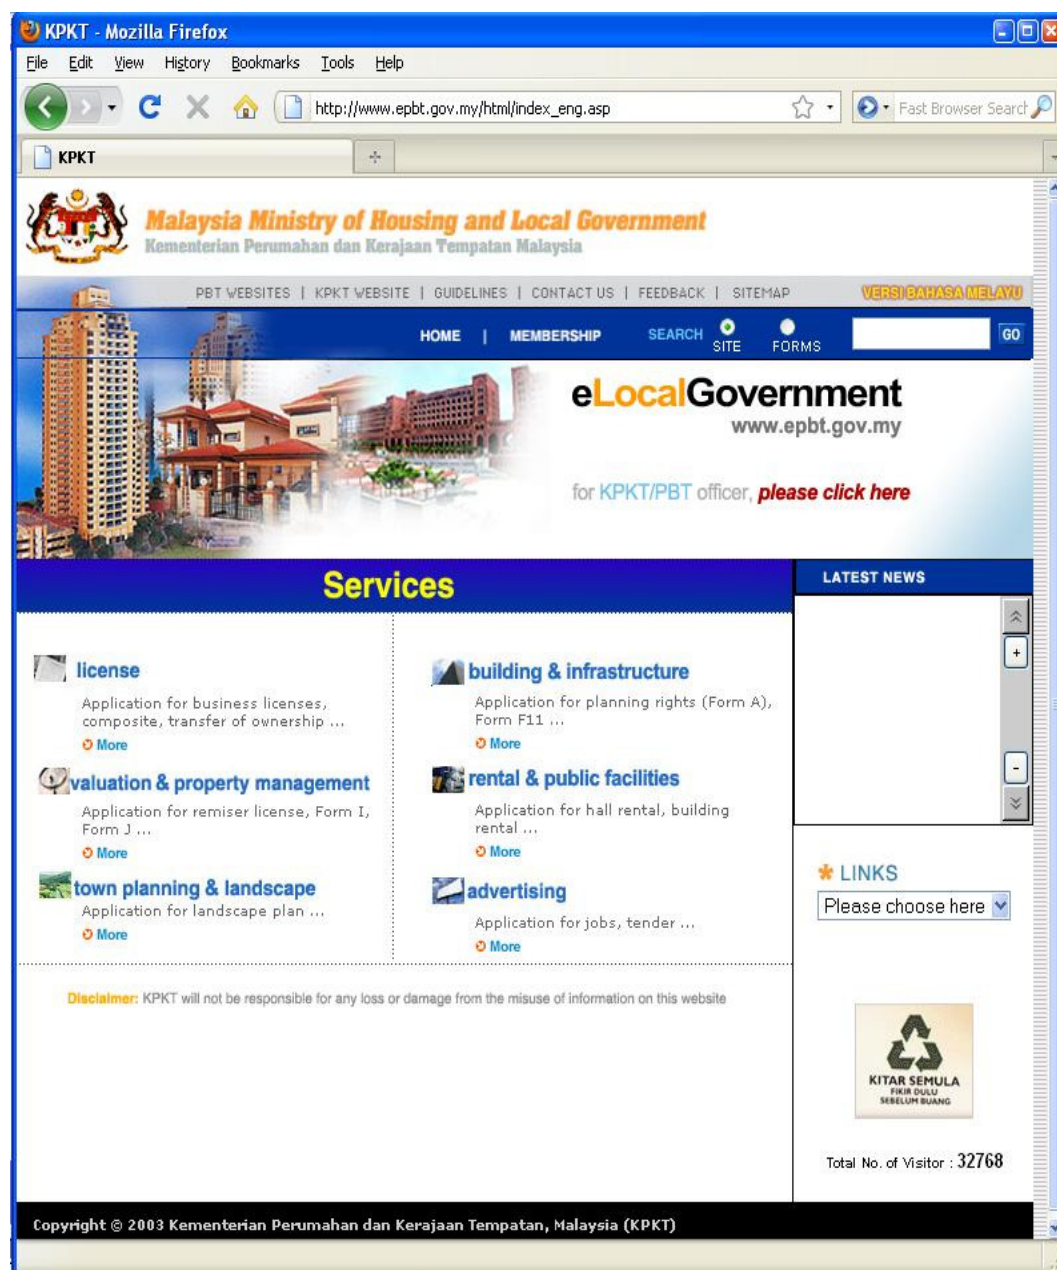 KPKT - Mozilla Firefox
File Edit View History Bookmarks Tools Help
http://www.epbt.gov.my/html/index_eng.asp
Fast Browser Search
KPKT
Malaysia Ministry of Housing and Local Government
Kementerian Perumahan dan Kerajaan Tempatan Malaysia
PBT WEBSITES | KPKT WEBSITE | GUIDELINES | CONTACT US | FEEDBACK | SITEMAP
VERSI BAHASA MELAYU
HOME | MEMBERSHIP SEARCH SITE FORMS GO
eLocalGovernment
www.epbt.gov.my
for KPKT/PBT officer, please click here
Services
license
Application for business licenses,
composite, transfer of ownership ...
More
valuation & property management
Application for remiser license, Form I,
Form J ...
More
town planning & landscape
Application for landscape plan ...
More
building & infrastructure
Application for planning rights (Form A),
Form F11 ...
More
rental & public facilities
Application for hall rental, building
rental ...
More
advertising
Application for jobs, tender ...
More
Disclaimer: KPKT will not be responsible for any loss or damage from the misuse of information on this website
LATEST NEWS
+
-
* LINKS
Please choose here
KITAR SEMULA
FIKIR DULU
SEBELUM BUANG
Total No. of Visitor : 32768
Copyright © 2003 Kementerian Perumahan dan Kerajaan Tempatan, Malaysia (KPKT)